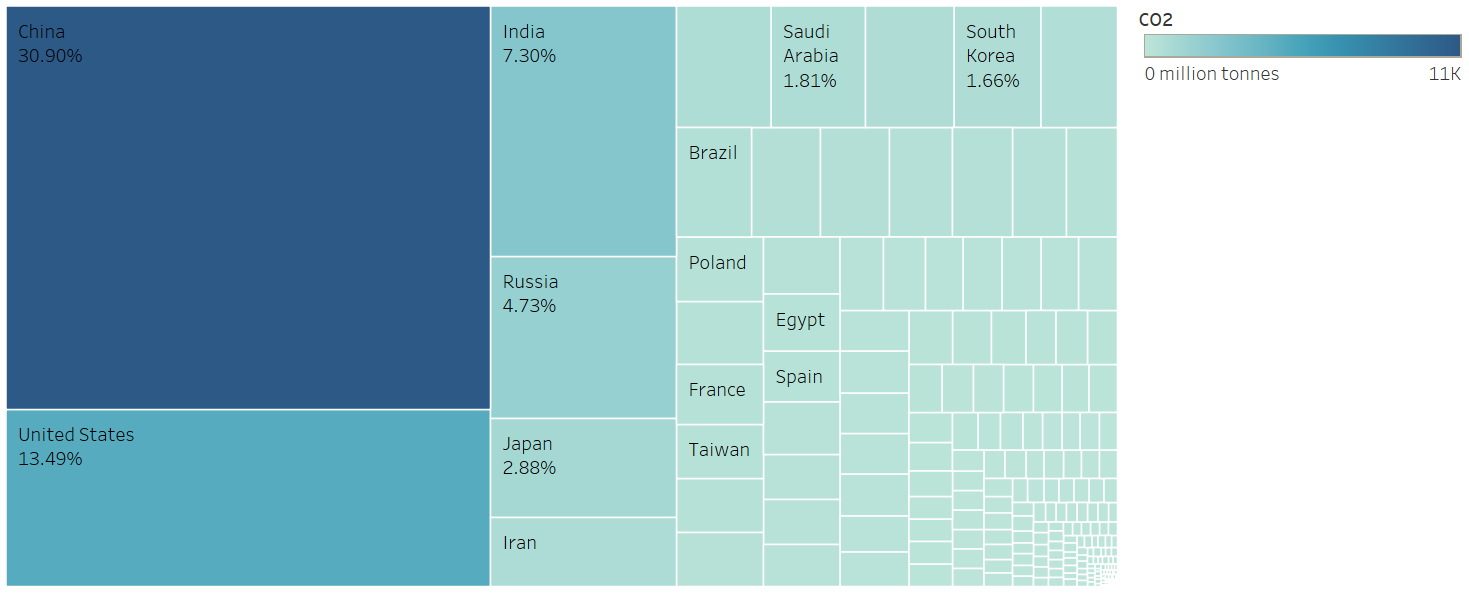 China
30.90%
United States
13.49%
India
7.30%
Russia
4.73%
Japan
2.88%
Iran
Saudi
Arabia
1.81%
South
Korea
1.66%
Brazil
Poland
France
Taiwan
Egypt
Spain
CO2
0 million tonnes
11K